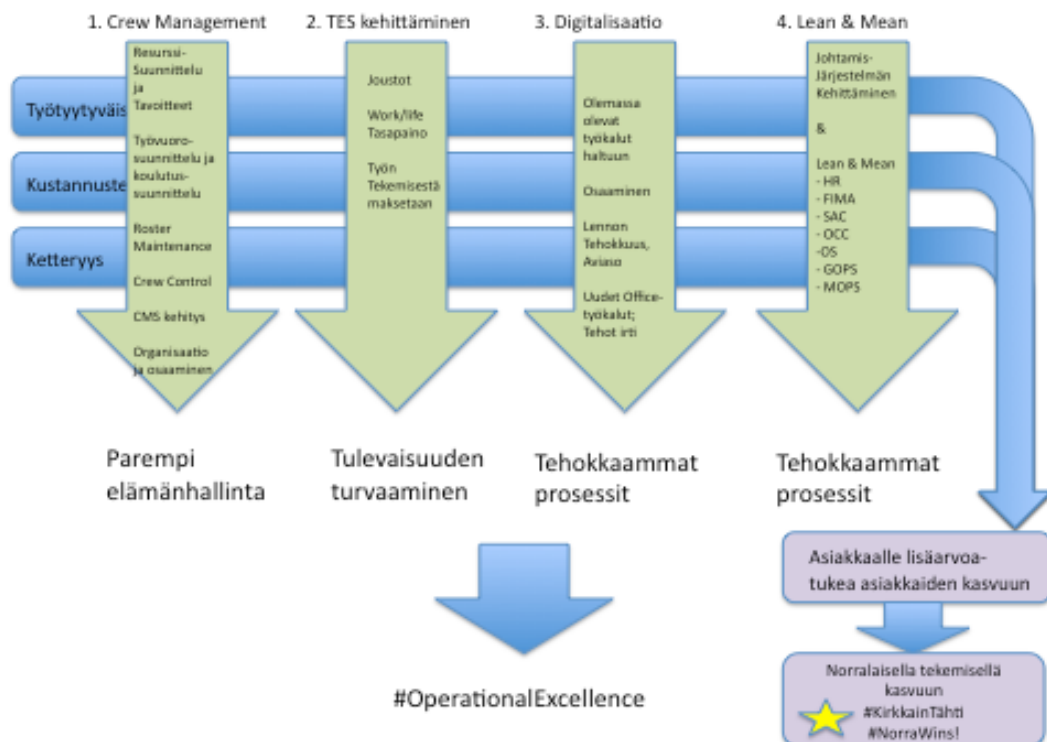 1. Crew Management
2. TES kehittäminen
3. Digitalisaatio
4. Lean & Mean
Työtyytyväis
Kustannuste
Ketteryys
Resurssi-
Suunnittelu
ja
Tavoitteet
Työvuoro-
suunnittelu ja
koulutus-
suunnittelu
Roster
Maintenance
Crew Control
CMS kehitys
Organisaatio
ja osaaminen
Joustot
Work/life
Tasapaino
Työn
Tekemisestä
maksetaan
Olemassa
olevat
työkalut
haltuun
Osaaminen
Lennon
Tehokkuus,
Aviaso
Uudet Office-
työkalut;
Tehot irti
Johtamis-
Järjestelmän
Kehittäminen
&
Lean & Mean
- HR
- FIMA
- SAC
- OCC
-OS
- GOPS
- MOPS
Parempi
elämänhallinta
Tulevaisuuden
turvaaminen
Tehokkaammat
prosessit
Tehokkaammat
prosessit
#OperationalExcellence
Asiakkaalle lisäarvoa-
tukea asiakkaiden kasvuun
Norralaisella tekemisellä
kasvuun
#KirkkainTähti
#NorraWins!